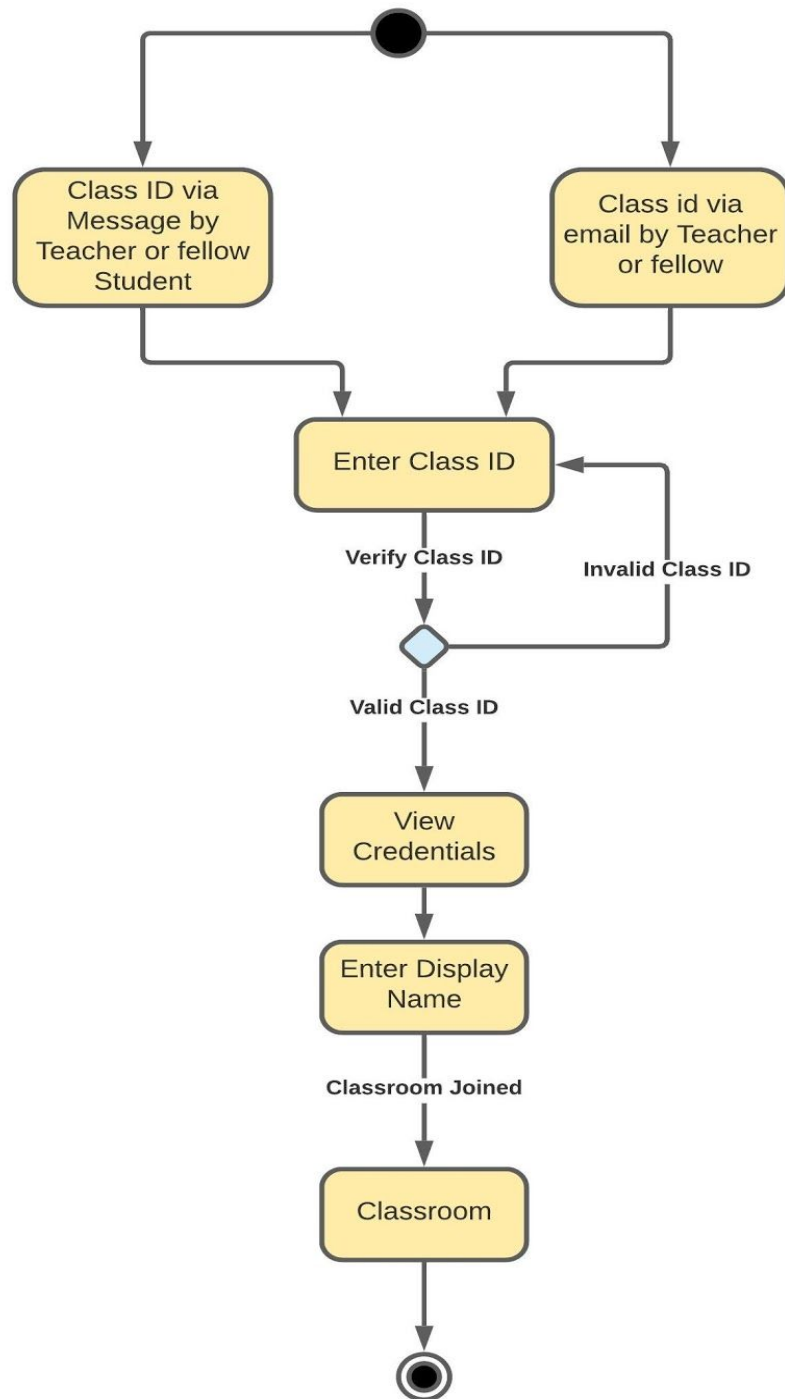 Class ID via
Message by
Teacher or fellow
Student
Class id via
email by Teacher
or fellow
Enter Class ID
Verify Class ID
Invalid Class ID
Valid Class ID
View
Credentials
Enter Display
Name
Classroom Joined
Classroom